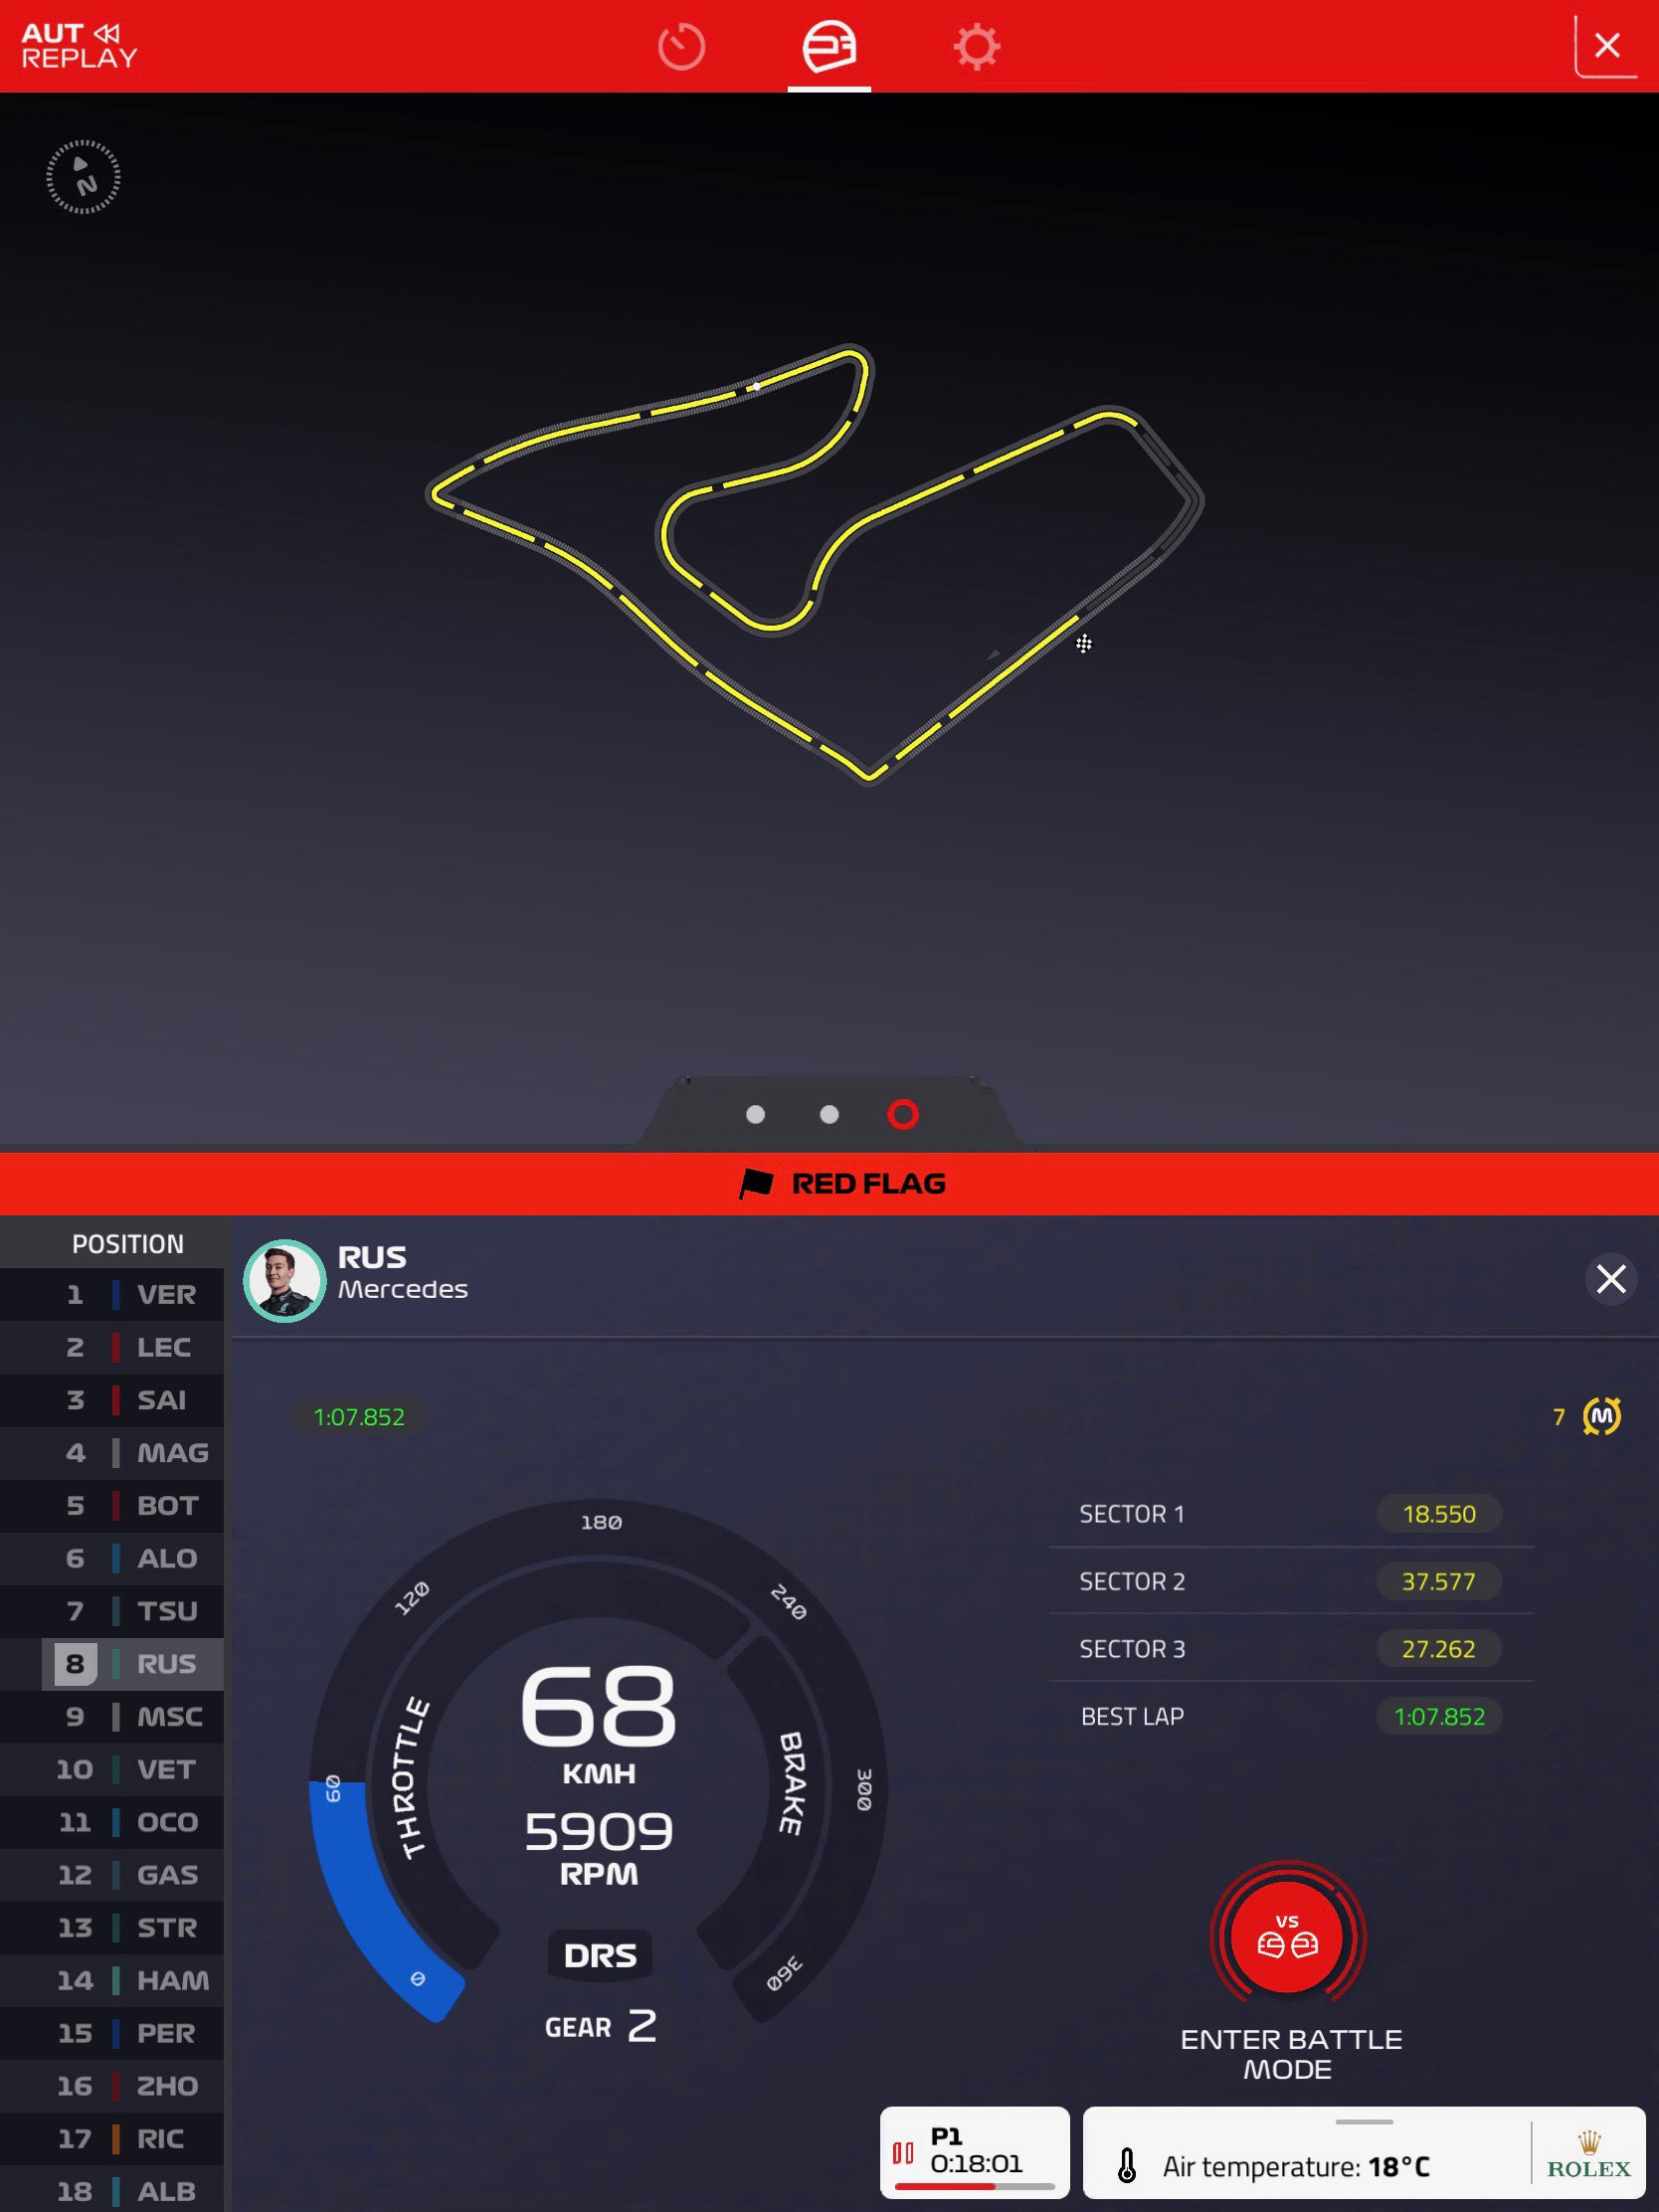 AUT
REPLAY
N
RED FLAG
POSITION
1 VER
2 LEC
3 SAI
4 MAG
5 BOT
6 ALO
7 TSU
8 RUS
9 MSC
10 VET
11 OCO
12 GAS
13 STR
14 HAM
15 PER
16 ZHO
17 RIC
18 ALB
RUS
Mercedes
1:07.852
7 M
0
60
120
180
240
300
360
THROTTLE
BRAKE
68
KMH
5909
RPM
DRS
GEAR 2
SECTOR 1 18.550
SECTOR 2 37.577
SECTOR 3 27.262
BEST LAP 1:07.852
VS
ENTER BATTLE
MODE
P1
0:18:01
Air temperature: 18°C
ROLEX